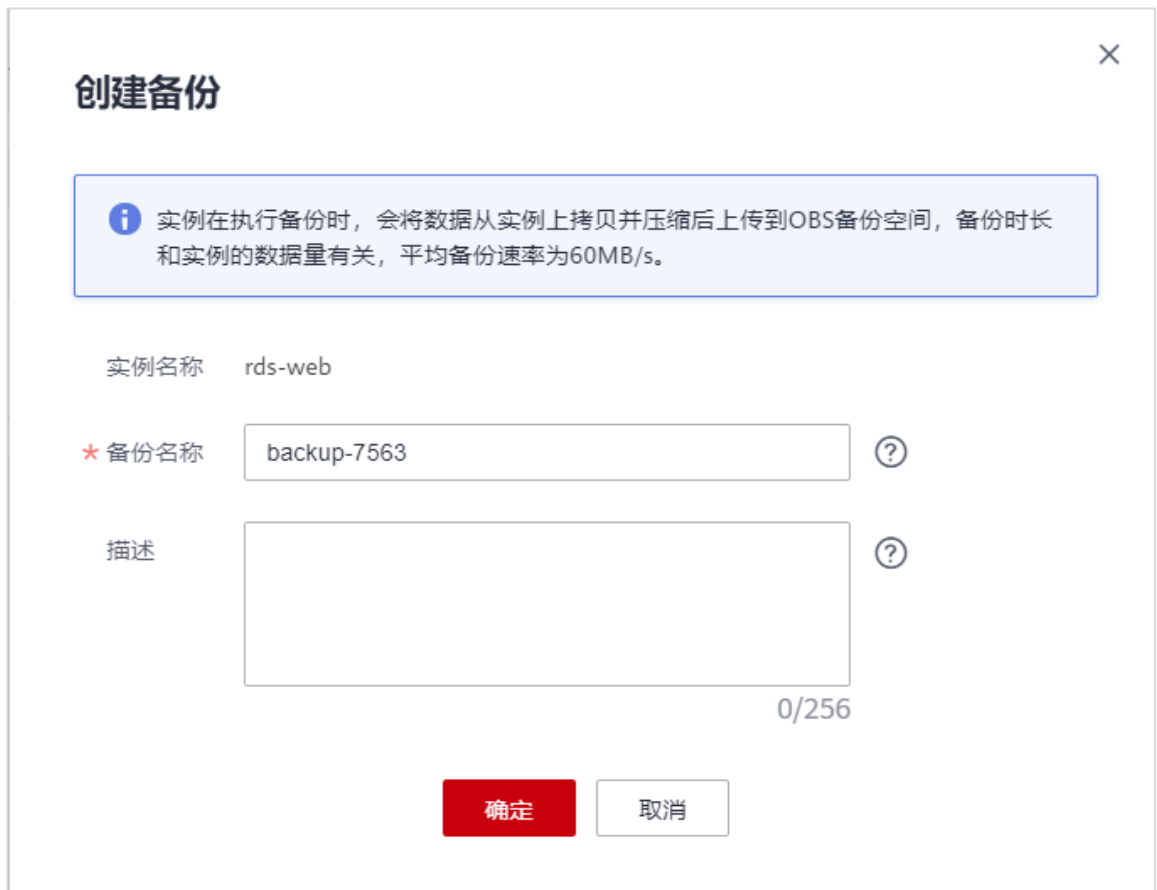 创建备份
实例在执行备份时，会将数据从实例上拷贝并压缩后上传到OBS备份空间，备份时长
和实例的数据量有关，平均备份速率为60MB/s。
实例名称 rds-web
* 备份名称 backup-7563
描述
0/256
确定 取消